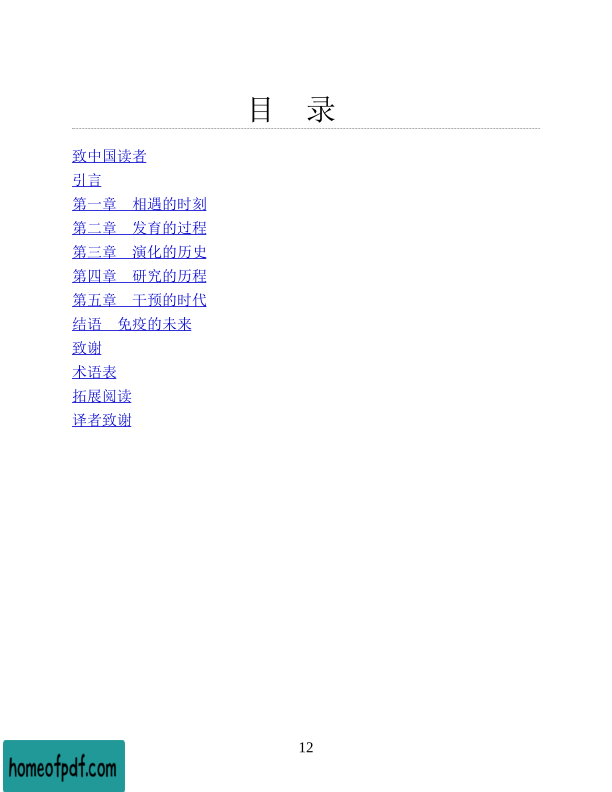 目 录
致中国读者
引言
第一章 相遇的时刻
第二章 发育的过程
第三章 演化的历史
第四章 研究的历程
第五章 干预的时代
结语 免疫的未来
致谢
术语表
拓展阅读
译者致谢
12
homeofpdf.com